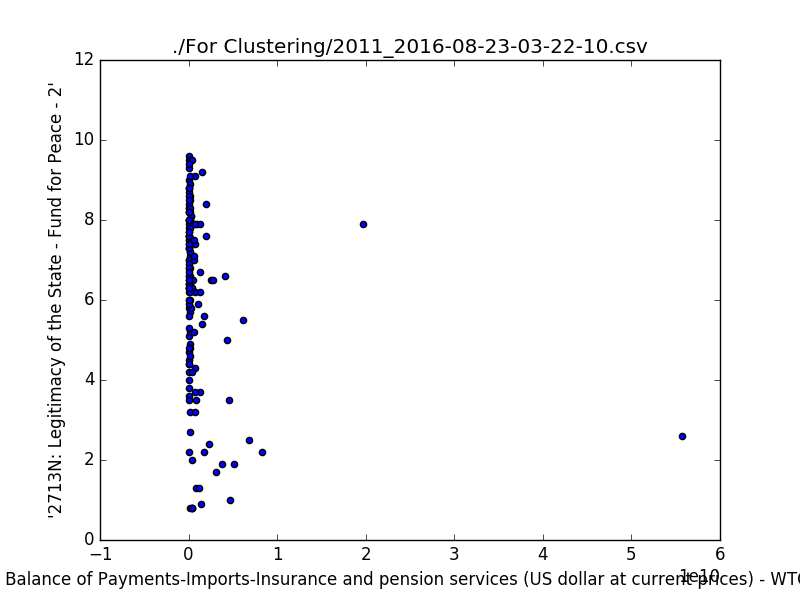 ./For Clustering/2011_2016-08-23-03-22-10.csv
'2713N: Legitimacy of the State - Fund for Peace - 2'
12
10
8
6
4
2
0
−1 0 1 2 3 4 5 6
1e10
Balance of Payments-Imports-Insurance and pension services (US dollar at current prices) - WTO